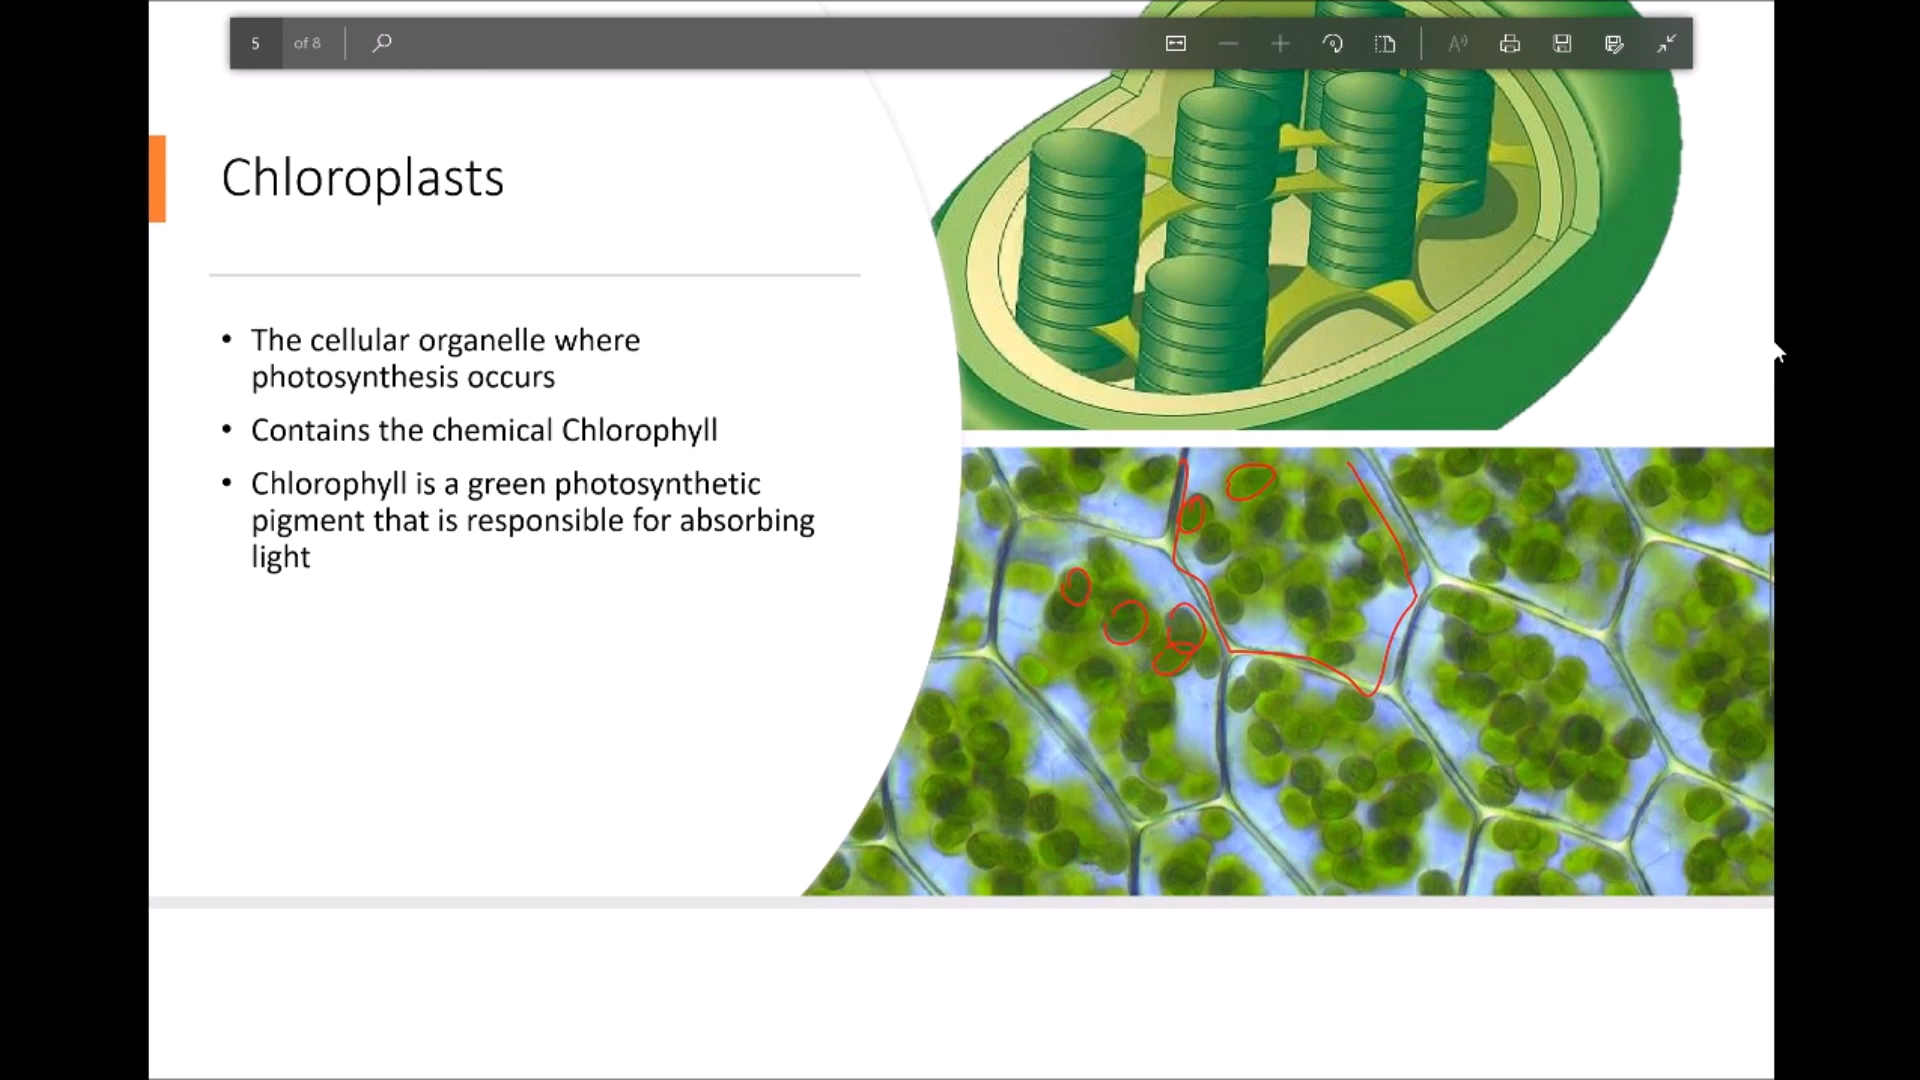 5 of 8
Chloroplasts
• The cellular organelle where
photosynthesis occurs
• Contains the chemical Chlorophyll
• Chlorophyll is a green photosynthetic
pigment that is responsible for absorbing
light